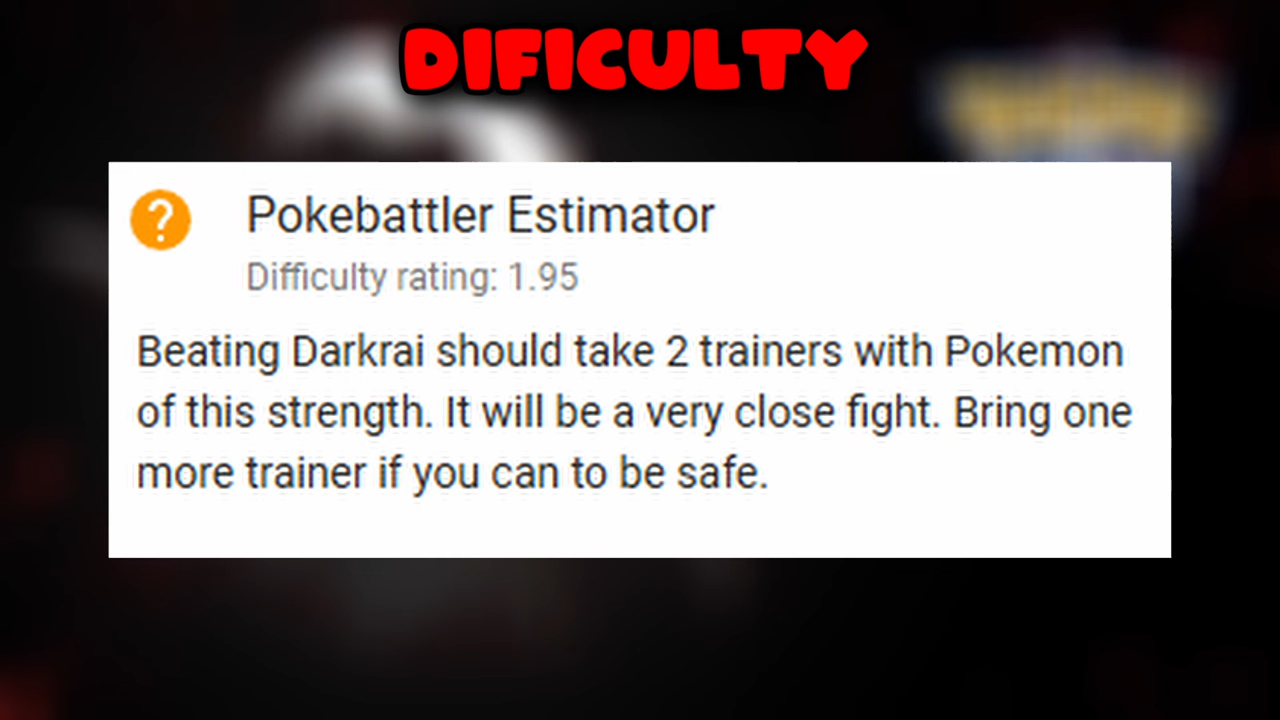 DIFICULTY
Pokebattler Estimator
Difficulty rating: 1.95
Beating Darkrai should take 2 trainers with Pokemon
of this strength. It will be a very close fight. Bring one
more trainer if you can to be safe.